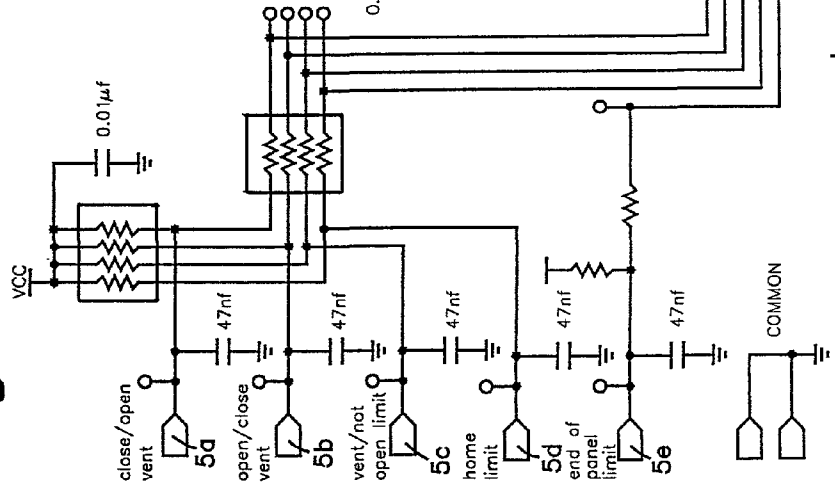 0.
0.01µf
VCC
close/open
vent
5a
47nf
open/close
vent
5b
47nf
vent/not
open limit
5c
47nf
home
limit
5d
47nf
end of
panel
limit
5e
47nf
COMMON